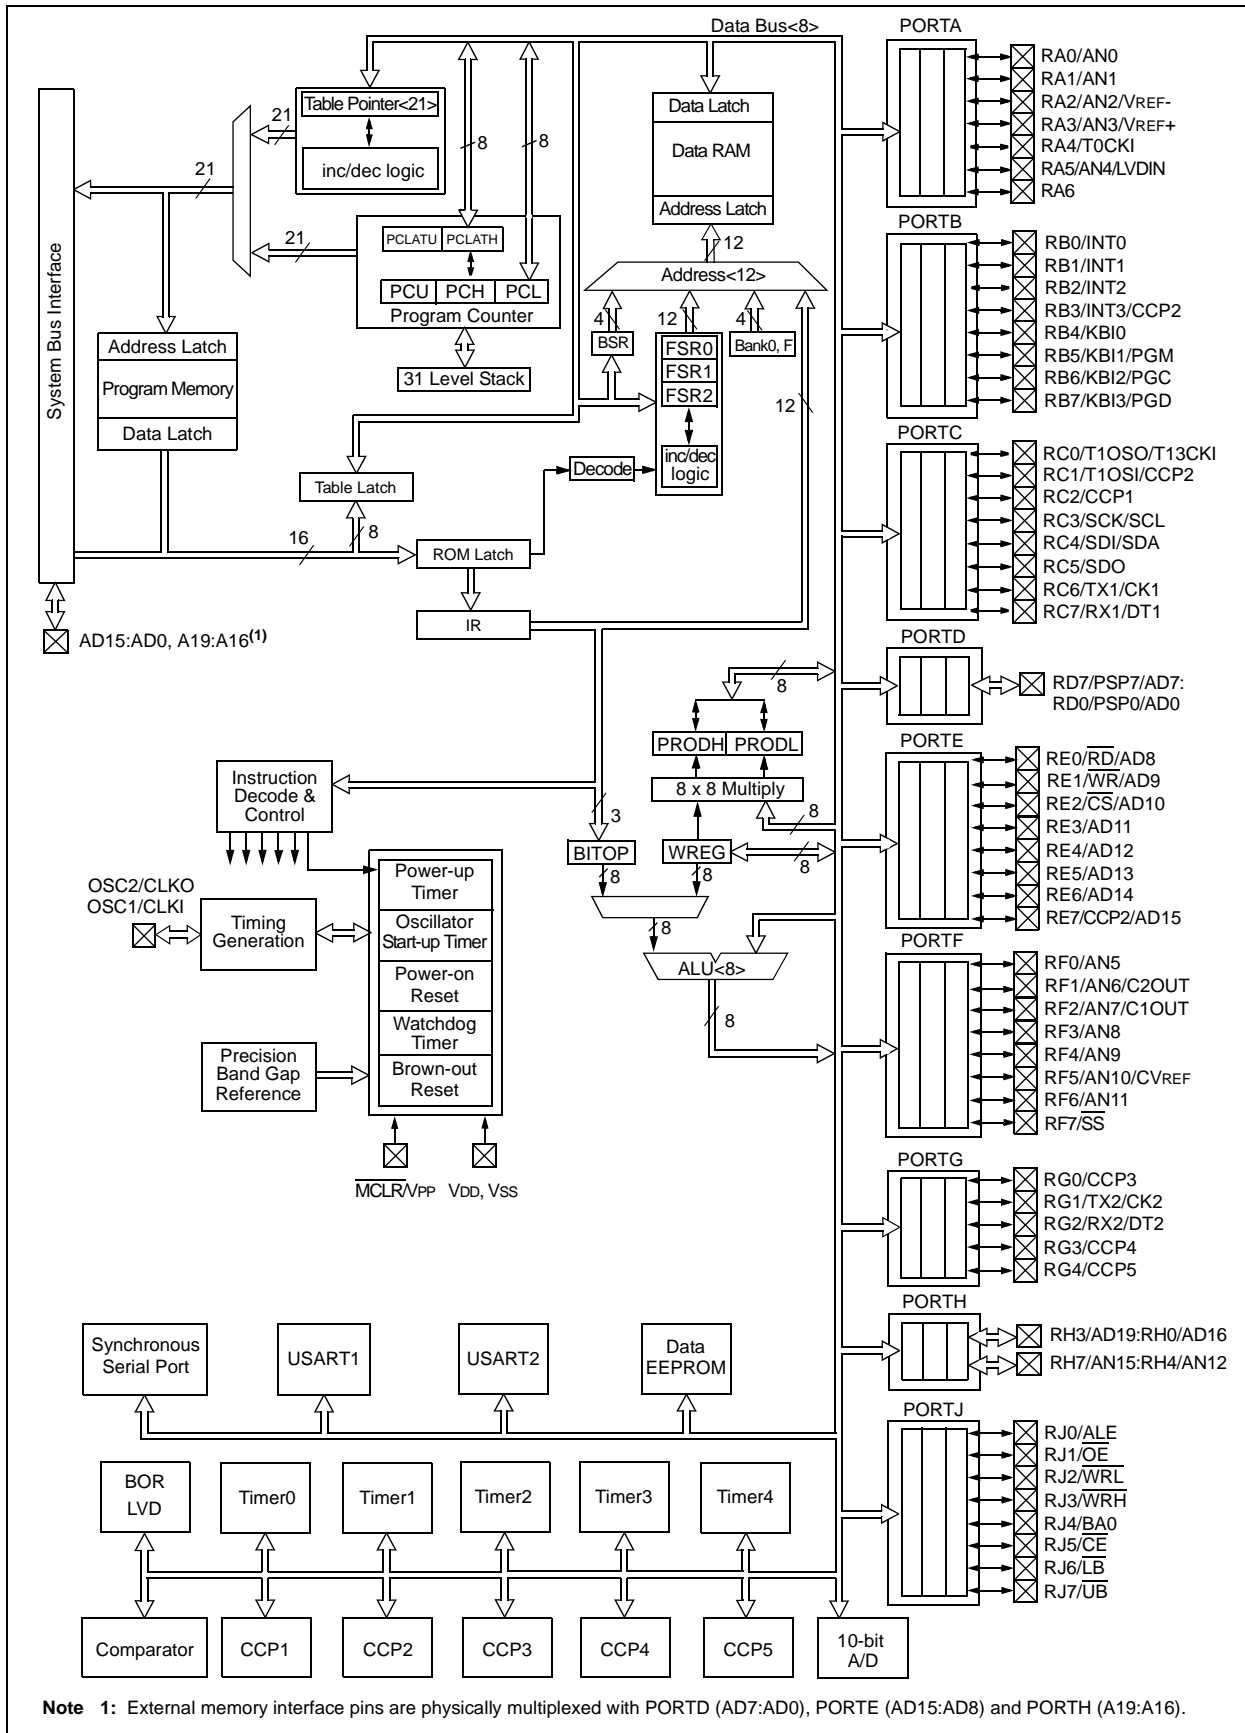 Data Bus<8>
Table Pointer<21>
21
inc/dec logic
8
8
21
21
PCLATU
PCLATH
PCU
PCH
PCL
Program Counter
31 Level Stack
System Bus Interface
Address Latch
Program Memory
Data Latch
Table Latch
8
16
ROM Latch
IR
AD15:AD0, A19:A16(1)
Data Latch
Data RAM
Address Latch
12
Address<12>
4
12
4
BSR
FSR0
FSR1
FSR2
Bank0, F
12
inc/dec
logic
Decode
8
PRODH
PRODL
8 x 8 Multiply
8
3
BITOP
WREG
8
8
8
8
ALU<8>
8
Instruction
Decode &
Control
OSC2/CLKO
OSC1/CLKI
Timing
Generation
Power-up
Timer
Oscillator
Start-up Timer
Power-on
Reset
Watchdog
Timer
Brown-out
Reset
Precision
Band Gap
Reference
MCLR/VPP
VDD, VSS
Synchronous
Serial Port
USART1
USART2
Data
EEPROM
BOR
LVD
Timer0
Timer1
Timer2
Timer3
Timer4
Comparator
CCP1
CCP2
CCP3
CCP4
CCP5
10-bit
A/D
PORTA
RA0/AN0
RA1/AN1
RA2/AN2/VREF-
RA3/AN3/VREF+
RA4/T0CKI
RA5/AN4/LVDIN
RA6
PORTB
RB0/INT0
RB1/INT1
RB2/INT2
RB3/INT3/CCP2
RB4/KBI0
RB5/KBI1/PGM
RB6/KBI2/PGC
RB7/KBI3/PGD
PORTC
RC0/T1OSO/T13CKI
RC1/T1OSI/CCP2
RC2/CCP1
RC3/SCK/SCL
RC4/SDI/SDA
RC5/SDO
RC6/TX1/CK1
RC7/RX1/DT1
PORTD
RD7/PSP7/AD7:
RD0/PSP0/AD0
PORTE
RE0/RD/AD8
RE1/WR/AD9
RE2/CS/AD10
RE3/AD11
RE4/AD12
RE5/AD13
RE6/AD14
RE7/CCP2/AD15
PORTF
RF0/AN5
RF1/AN6/C2OUT
RF2/AN7/C1OUT
RF3/AN8
RF4/AN9
RF5/AN10/CVREF
RF6/AN11
RF7/SS
PORTG
RG0/CCP3
RG1/TX2/CK2
RG2/RX2/DT2
RG3/CCP4
RG4/CCP5
PORTH
RH3/AD19:RH0/AD16
RH7/AN15:RH4/AN12
PORTJ
RJ0/ALE
RJ1/OE
RJ2/WRL
RJ3/WRH
RJ4/BA0
RJ5/CE
RJ6/LB
RJ7/UB
Note 1: External memory interface pins are physically multiplexed with PORTD (AD7:AD0), PORTE (AD15:AD8) and PORTH (A19:A16).